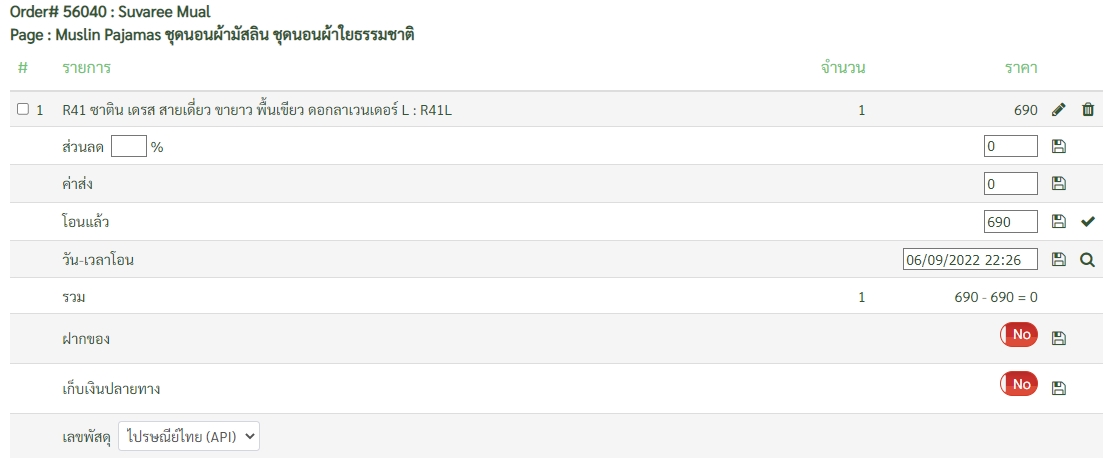 Order# 56040 : Suvaree Mual
Page : Muslin Pajamas ชุดนอนผ้ามัสลิน ชุดนอนผ้าใยธรรมชาติ
# รายการ จำนวน ราคา
1 R41 ซาติน เดรส สายเดี่ยว ขายาว พื้นเขียว ดอกลาเวนเดอร์ L : R41L 1 690
ส่วนลด % 0
ค่าส่ง 0
โอนแล้ว 690
วัน-เวลาโอน 06/09/2022 22:26
รวม 1 690 - 690 = 0
ฝากของ No
เก็บเงินปลายทาง No
เลขพัสดุ ไปรษณีย์ไทย (API)